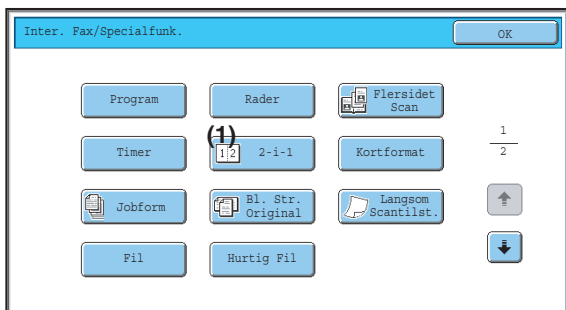 Inter. Fax/Specialfunk.
OK
Program
Rader
Flersidet
Scan
Timer
(1)
1 2
2-i-1
Kortformat
1
2
Jobform
Bl. Str.
Original
Langsom
Scantilst.
Fil
Hurtig Fil